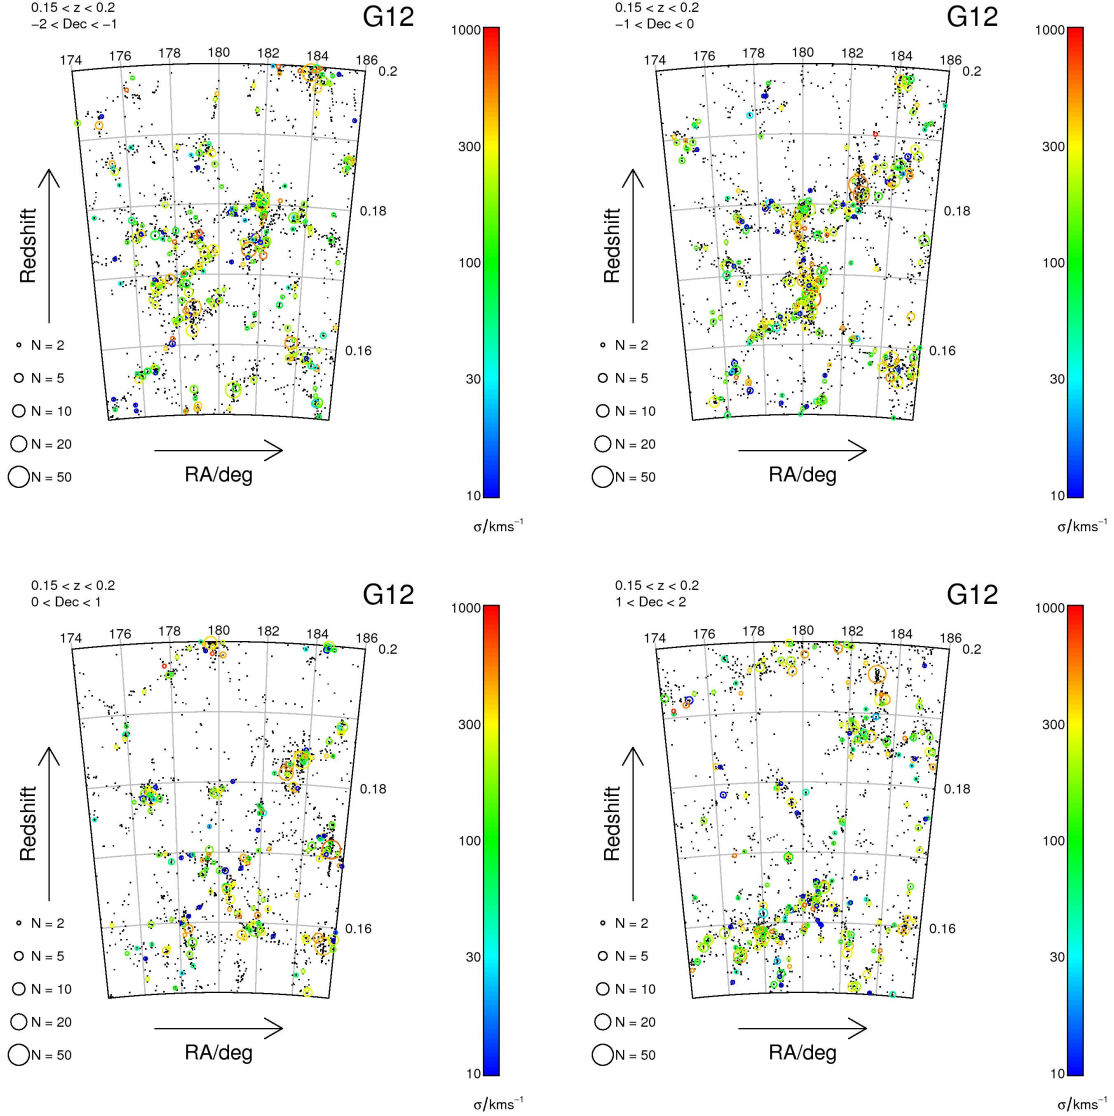 0.15 < z < 0.2
−2 < Dec < −1
G12
174 176 178 180 182 184 186
0.2
0.18
0.16
Redshift
N = 2
N = 5
N = 10
N = 20
N = 50
RA/deg
1000
300
100
30
10
σ/kms−1
0.15 < z < 0.2
−1 < Dec < 0
G12
174 176 178 180 182 184 186
0.2
0.18
0.16
Redshift
N = 2
N = 5
N = 10
N = 20
N = 50
RA/deg
1000
300
100
30
10
σ/kms−1
0.15 < z < 0.2
0 < Dec < 1
G12
174 176 178 180 182 184 186
0.2
0.18
0.16
Redshift
N = 2
N = 5
N = 10
N = 20
N = 50
RA/deg
1000
300
100
30
10
σ/kms−1
0.15 < z < 0.2
1 < Dec < 2
G12
174 176 178 180 182 184 186
0.2
0.18
0.16
Redshift
N = 2
N = 5
N = 10
N = 20
N = 50
RA/deg
1000
300
100
30
10
σ/kms−1